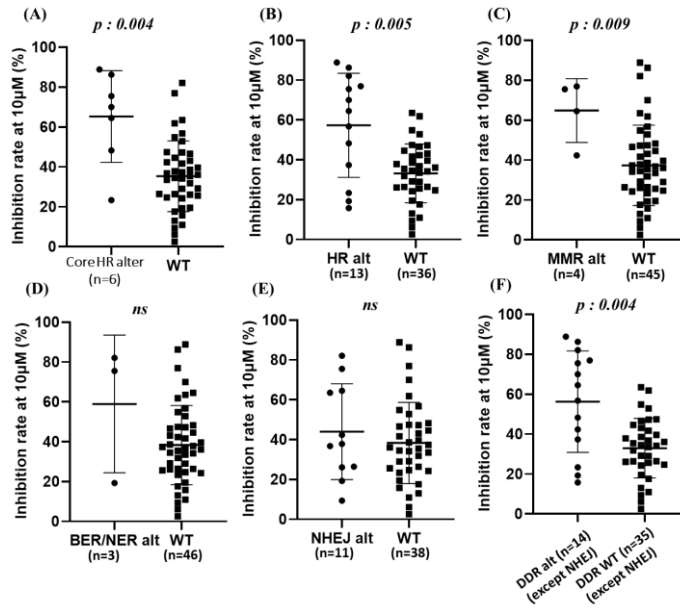 (A)
p : 0.004
Inhibition rate at 10µM (%)
100
80
60
40
20
0
Core HR alter
(n=6)
WT
(B)
p : 0.005
Inhibition rate at 10µM (%)
100
80
60
40
20
0
HR alt
(n=13)
WT
(n=36)
(C)
p : 0.009
Inhibition rate at 10µM (%)
100
80
60
40
20
0
MMR alt
(n=4)
WT
(n=45)
(D)
ns
Inhibition rate at 10µM (%)
100
80
60
40
20
0
BER/NER alt
(n=3)
WT
(n=46)
(E)
ns
Inhibition rate at 10µM (%)
100
80
60
40
20
0
NHEJ alt
(n=11)
WT
(n=38)
(F)
p : 0.004
Inhibition rate at 10µM (%)
100
80
60
40
20
0
DDR alt (n=14)
(except NHEJ)
DDR WT (n=35)
(except NHEJ)